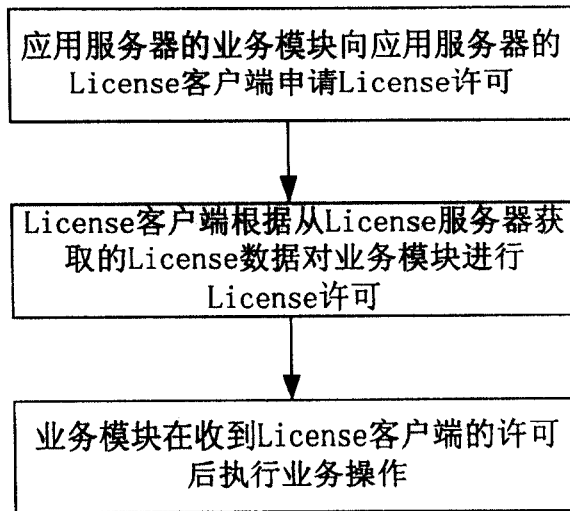 应用服务器的业务模块向应用服务器的
License客户端申请License许可
License客户端根据从License服务器获
取的License数据对业务模块进行
License许可
业务模块在收到License客户端的许可
后执行业务操作